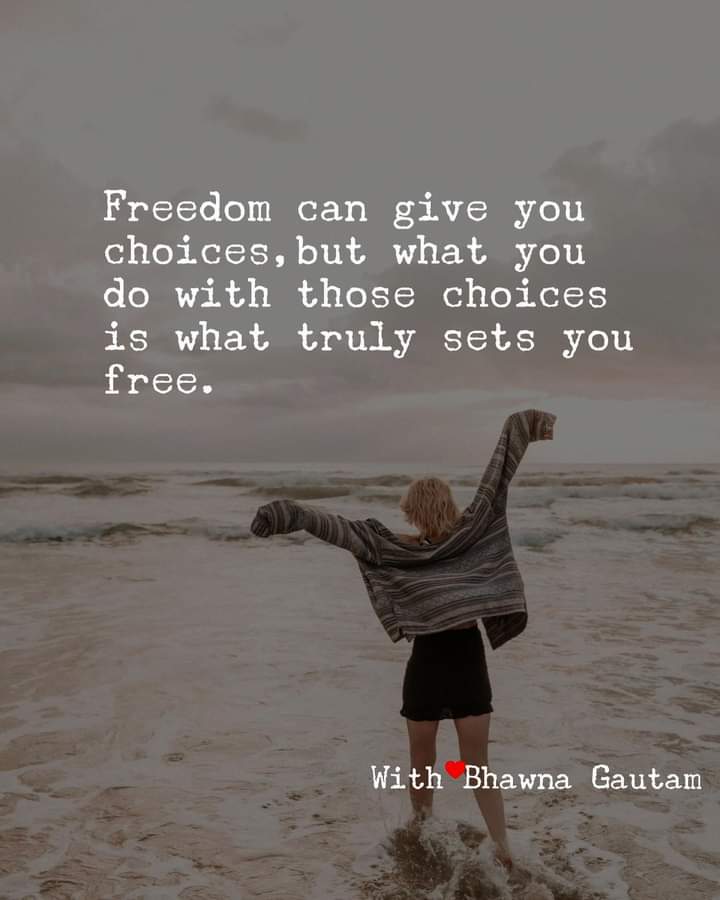 Freedom can give you
choices,but what you
do with those choices
is what truly sets you
free.
With❤Bhawna Gautam